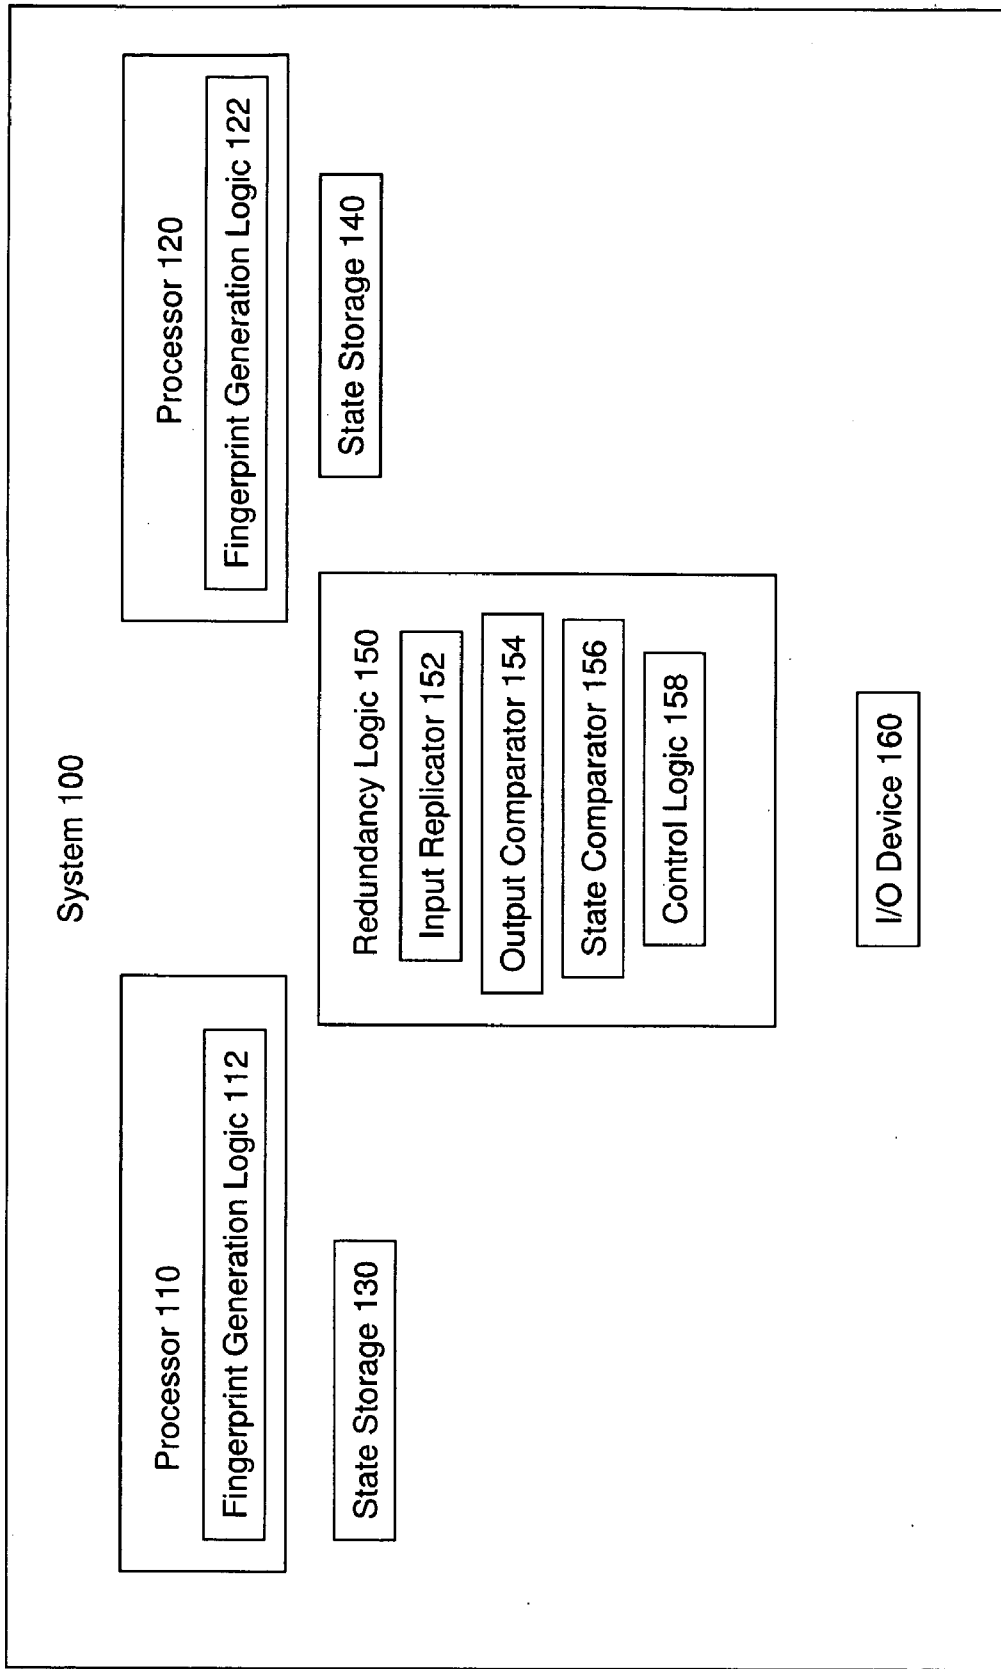 System 100
Processor 110
Fingerprint Generation Logic 112
Processor 120
Fingerprint Generation Logic 122
State Storage 130
State Storage 140
Redundancy Logic 150
Input Replicator 152
Output Comparator 154
State Comparator 156
Control Logic 158
I/O Device 160